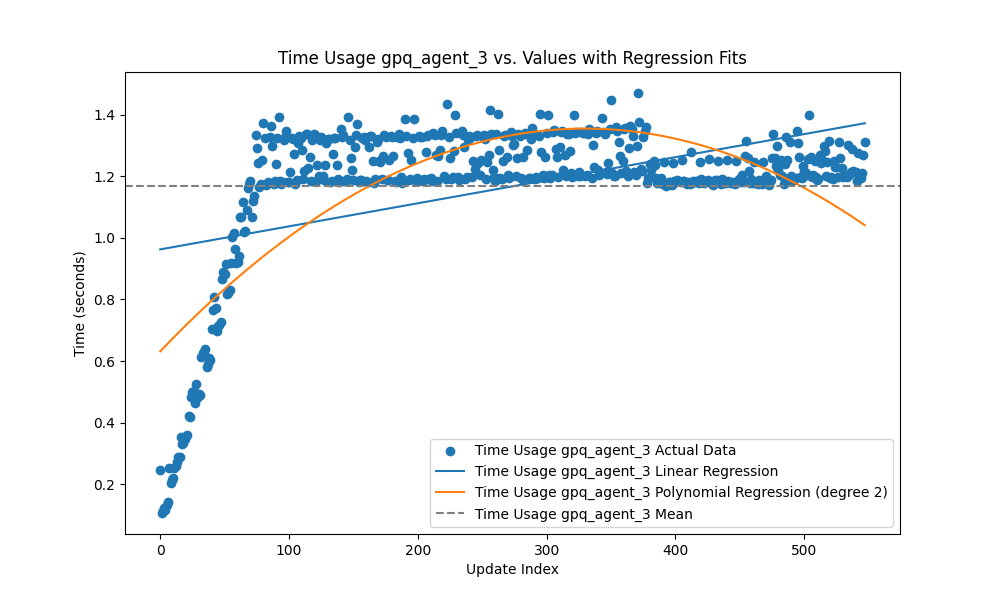 Time Usage gpq_agent_3 vs. Values with Regression Fits
1.4
1.2
1.0
0.8
0.6
0.4
0.2
Time (seconds)
Time Usage gpq_agent_3 Actual Data
Time Usage gpq_agent_3 Linear Regression
Time Usage gpq_agent_3 Polynomial Regression (degree 2)
Time Usage gpq_agent_3 Mean
0 100 200 300 400 500
Update Index